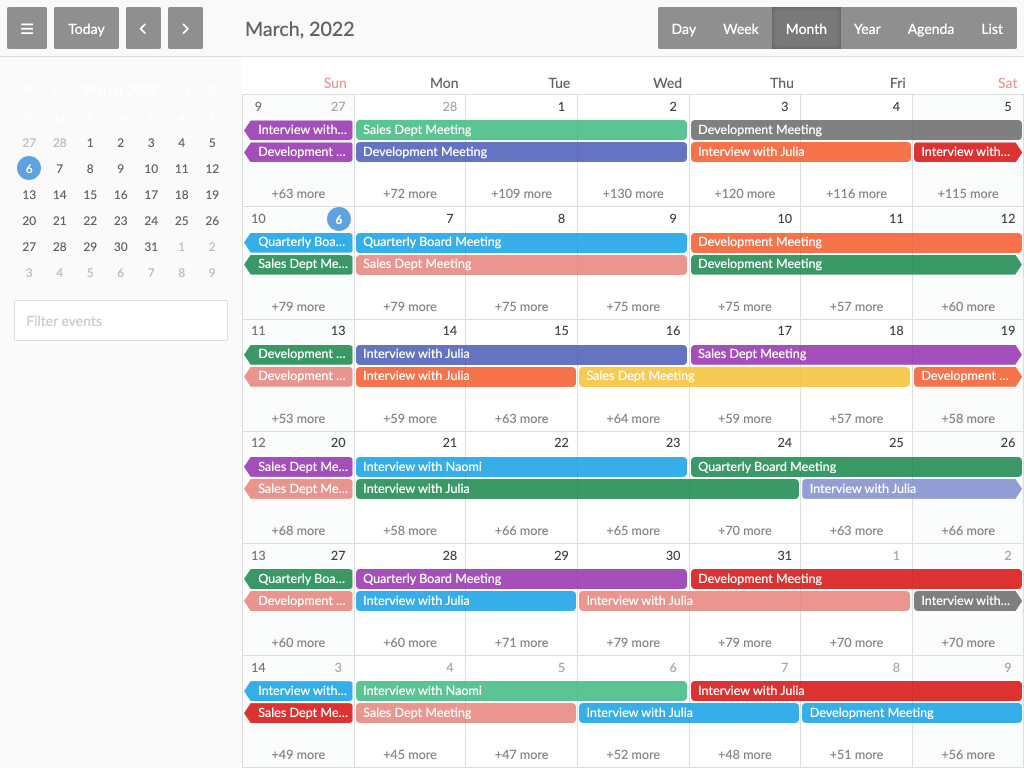 Today
March, 2022
Day Week Month Year Agenda List
March 2022
27 28 1 2 3 4 5
6 7 8 9 10 11 12
13 14 15 16 17 18 19
20 21 22 23 24 25 26
27 28 29 30 31 1 2
3 4 5 6 7 8 9
Filter events
Sun Mon Tue Wed Thu Fri Sat
9 27 28 1 2 3 4 5
Interview with... Sales Dept Meeting Development Meeting
Development ... Development Meeting Interview with Julia Interview with...
+63 more +72 more +109 more +130 more +120 more +116 more +115 more
10 6 7 8 9 10 11 12
Quarterly Boa... Quarterly Board Meeting Development Meeting
Sales Dept Me... Sales Dept Meeting Development Meeting
+79 more +79 more +75 more +75 more +75 more +57 more +60 more
11 13 14 15 16 17 18 19
Development ... Interview with Julia Sales Dept Meeting
Development ... Interview with Julia Sales Dept Meeting Development ...
+53 more +59 more +63 more +64 more +59 more +57 more +58 more
12 20 21 22 23 24 25 26
Sales Dept Me... Interview with Naomi Quarterly Board Meeting
Sales Dept Me... Interview with Julia Interview with Julia
+68 more +58 more +66 more +65 more +70 more +63 more +66 more
13 27 28 29 30 31 1 2
Quarterly Boa... Quarterly Board Meeting Development Meeting
Development ... Interview with Julia Interview with Julia Interview with...
+60 more +60 more +71 more +79 more +79 more +70 more +70 more
14 3 4 5 6 7 8 9
Interview with... Interview with Naomi Interview with Julia
Sales Dept Me... Sales Dept Meeting Interview with Julia Development Meeting
+49 more +45 more +47 more +52 more +48 more +51 more +56 more